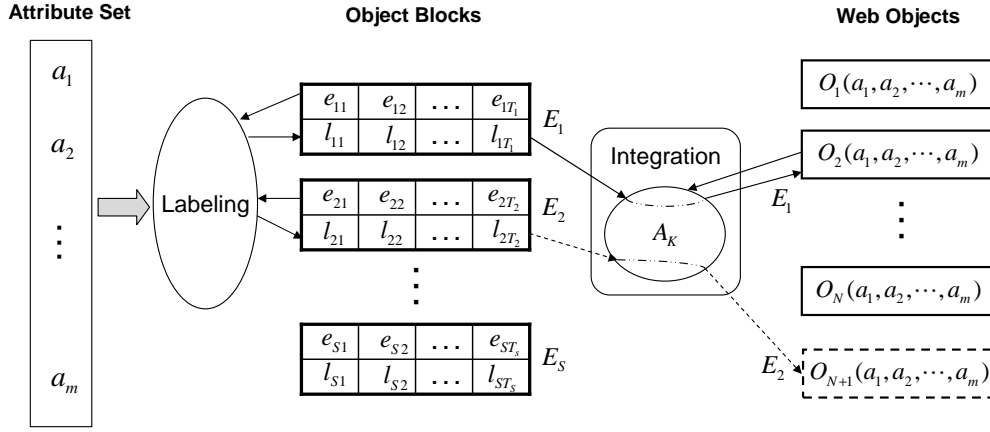 Attribute Set
Object Blocks
Web Objects
a₁
a₂
⋮
aₘ
Labeling
e₁₁ e₁₂ ... e₁T₁
l₁₁ l₁₂ ... l₁T₁
E₁
e₂₁ e₂₂ ... e₂T₂
l₂₁ l₂₂ ... l₂T₂
E₂
⋮
eS1 eS2 ... eSTs
lS1 lS2 ... lSTs
ES
Integration
AK
O₁(a₁,a₂,⋯,aₘ)
O₂(a₁,a₂,⋯,aₘ)
E₁
⋮
ON(a₁,a₂,⋯,aₘ)
E₂
ON+1(a₁,a₂,⋯,aₘ)